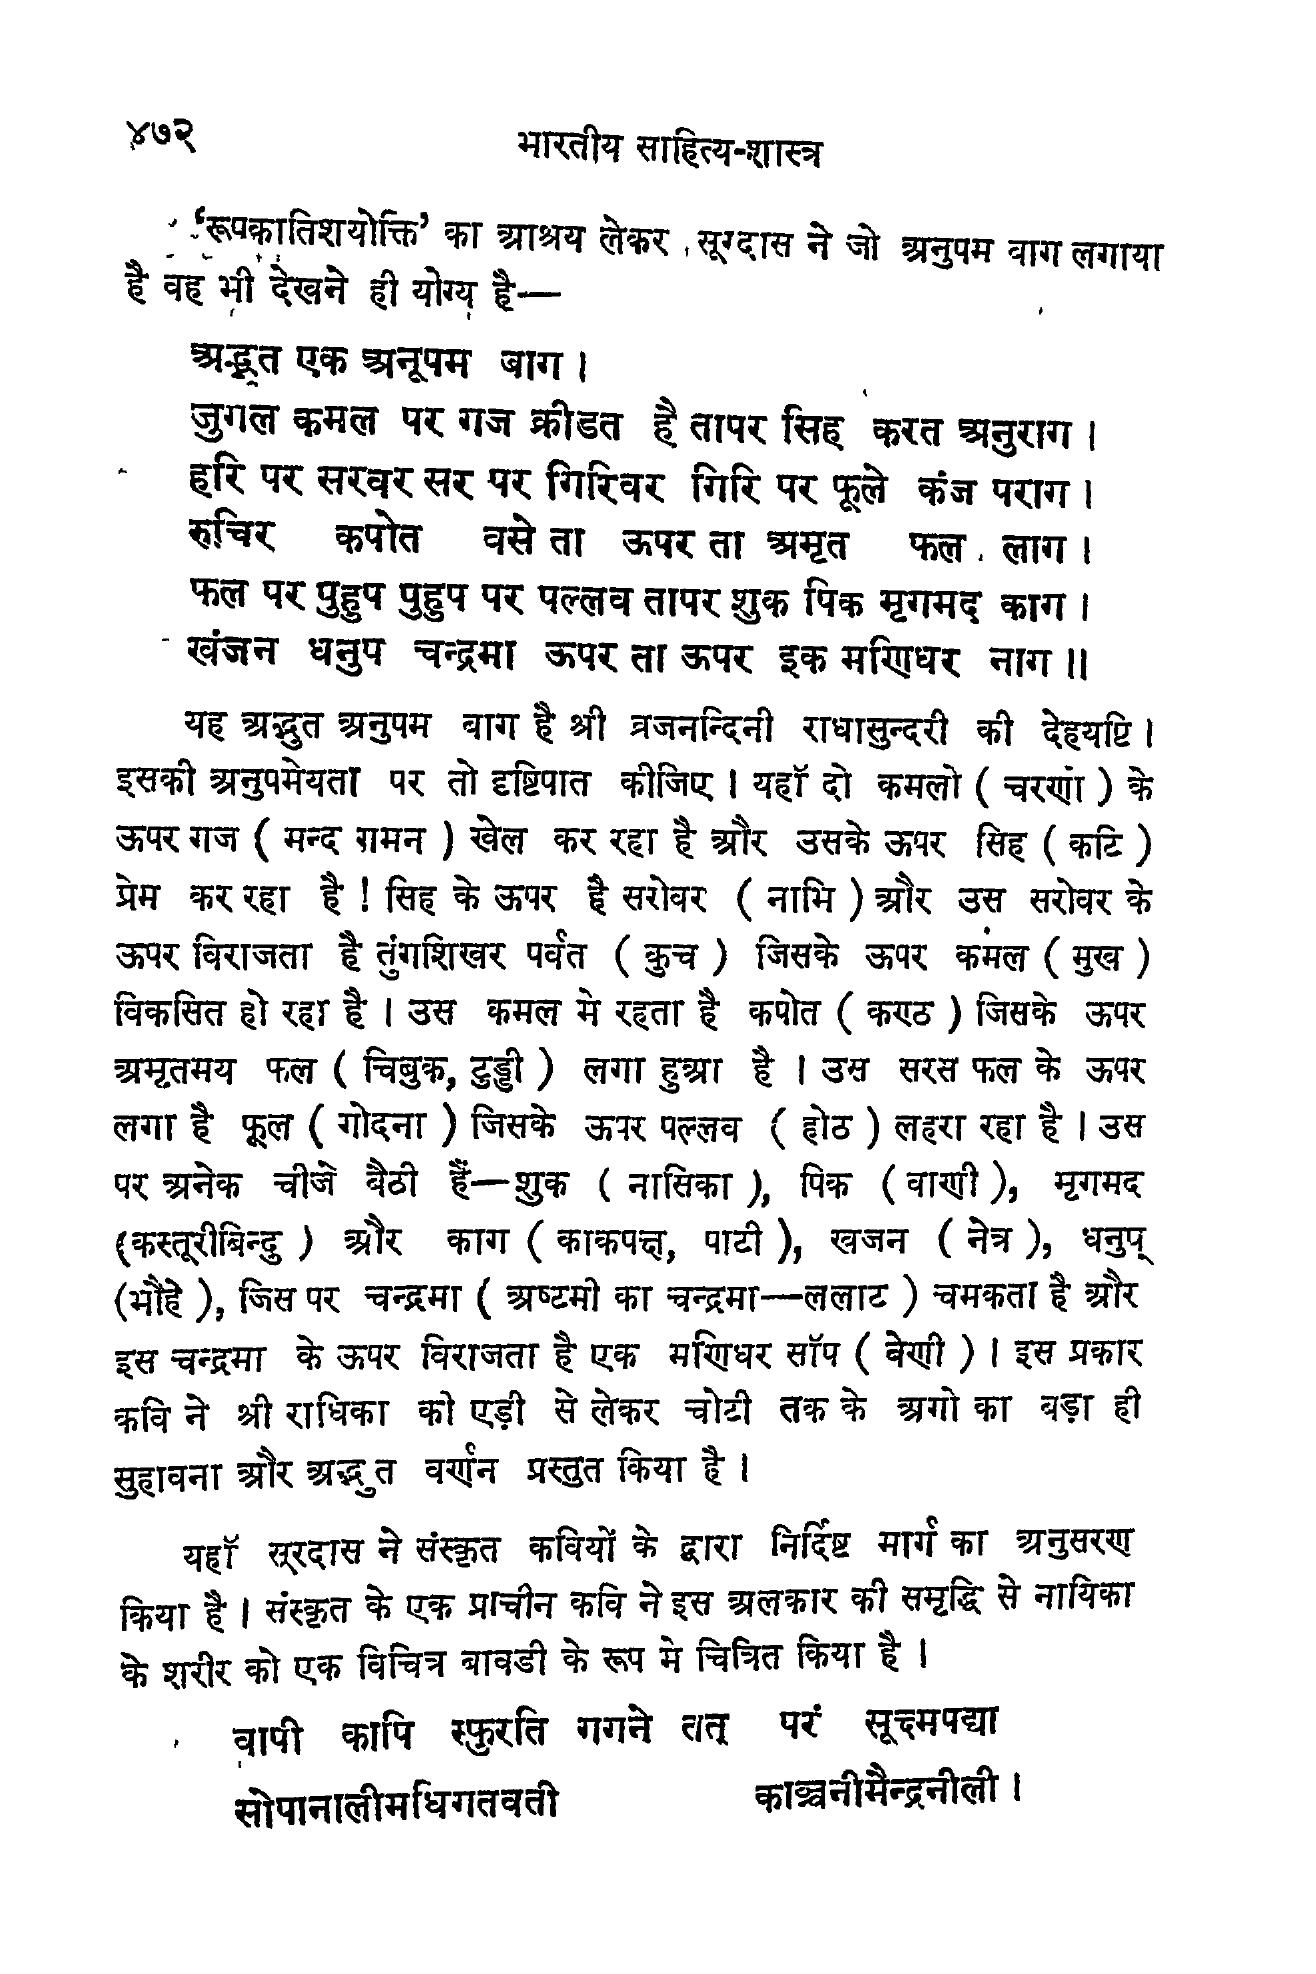 ४७२
भारतीय साहित्य-शास्त्र
‘रूपकातिशयोक्ति’ का आश्रय लेकर सूरदास ने जो अनुपम वाग लगाया
है वह भी देखने ही योग्य है—
अद्भुत एक अनूपम बाग।
जुगल कमल पर गज क्रीडत है तापर सिह करत अनुराग।
हरि पर सरवर सर पर गिरिवर गिरि पर फूले कंज पराग।
रुचिर कपोत वसे ता ऊपर ता अमृत फल लाग।
फल पर पुहुप पुहुप पर पल्लव तापर शुक पिक मृगमद काग।
खंजन धनुप चन्द्रमा ऊपर ता ऊपर इक मणिधर नाग॥
यह अद्भुत अनुपम बाग है श्री व्रजनन्दिनी राधासुन्दरी की देहयष्टि।
इसकी अनुपमेयता पर तो दृष्टिपात कीजिए। यहॉ दो कमलो ( चरणां ) के
ऊपर गज ( मन्द गमन ) खेल कर रहा है और उसके ऊपर सिह ( कटि )
प्रेम कर रहा है! सिह के ऊपर है सरोवर ( नाभि ) और उस सरोवर के
ऊपर विराजता है तुंगशिखर पर्वत ( कुच ) जिसके ऊपर कमल ( मुख )
विकसित हो रहा है। उस कमल मे रहता है कपोत ( कण्ठ ) जिसके ऊपर
अमृतमय फल ( चिबुक, टुड्डी ) लगा हुआ है। उस सरस फल के ऊपर
लगा है फूल ( गोदना ) जिसके ऊपर पल्लव ( होठ ) लहरा रहा है। उस
पर अनेक चीजे बैठी हैं—शुक ( नासिका ), पिक ( वाणी ), मृगमद
(कस्तूरीबिन्दु ) और काग ( काकपक्ष, पाटी ), खजन ( नेत्र ), धनुप्
(भौहे ), जिस पर चन्द्रमा ( अष्टमी का चन्द्रमा—ललाट ) चमकता है और
इस चन्द्रमा के ऊपर विराजता है एक मणिधर सॉप ( वेणी )। इस प्रकार
कवि ने श्री राधिका को एड़ी से लेकर चोटी तक के अगो का बड़ा ही
सुहावना और अद्भुत वर्णन प्रस्तुत किया है।
यहॉ सूरदास ने संस्कृत कवियों के द्वारा निर्दिष्ट मार्ग का अनुसरण
किया है। संस्कृत के एक प्राचीन कवि ने इस अलकार की समृद्धि से नायिका
के शरीर को एक विचित्र बावडी के रूप मे चित्रित किया है।
वापी कापि स्फुरति गगने तत् परं सूक्ष्मपद्या
सोपानालीमधिगतवती काञ्चनीमैन्द्रनीली।